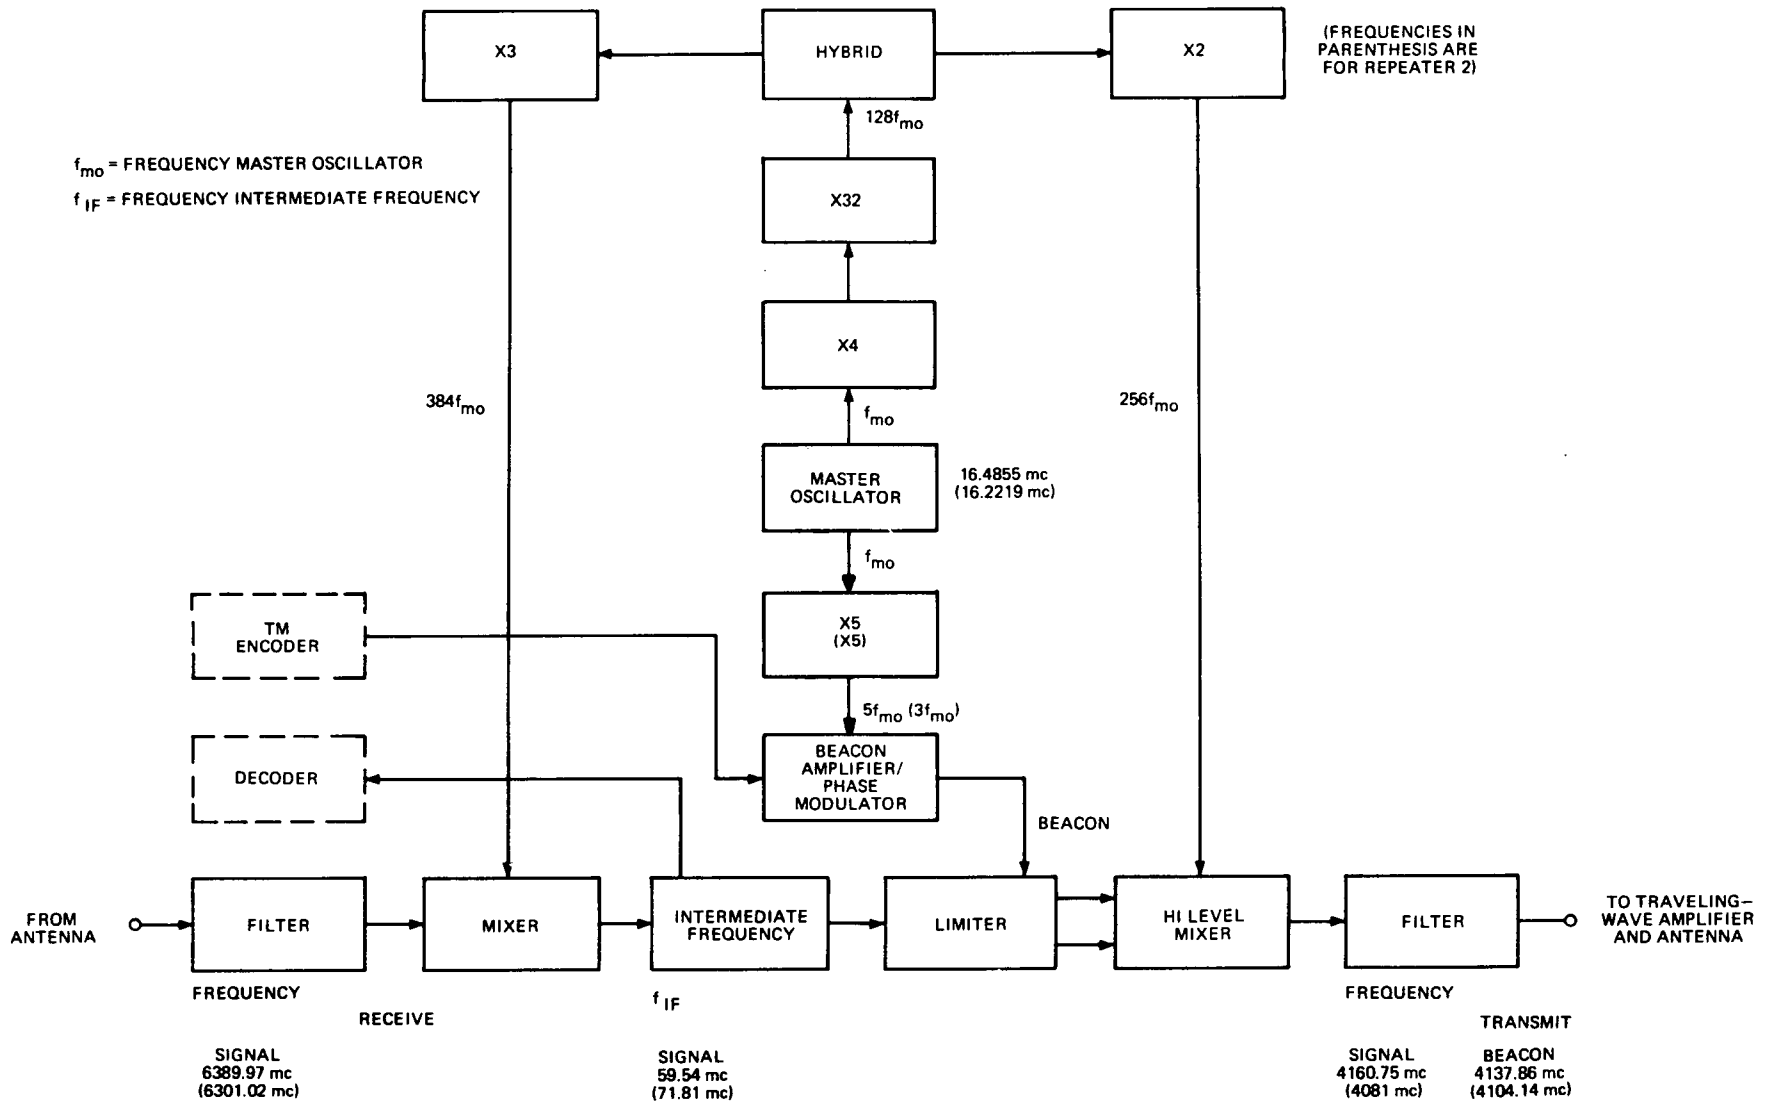 X3
HYBRID
X2
(FREQUENCIES IN
PARENTHESIS ARE
FOR REPEATER 2)
128fmo
fmo = FREQUENCY MASTER OSCILLATOR
f IF = FREQUENCY INTERMEDIATE FREQUENCY
X32
X4
384fmo
256fmo
fmo
MASTER
OSCILLATOR
16.4855 mc
(16.2219 mc)
fmo
TM
ENCODER
X5
(X5)
5fmo (3fmo)
DECODER
BEACON
AMPLIFIER/
PHASE
MODULATOR
BEACON
FROM
ANTENNA
FILTER
MIXER
INTERMEDIATE
FREQUENCY
LIMITER
HI LEVEL
MIXER
FILTER
TO TRAVELING–
WAVE AMPLIFIER
AND ANTENNA
FREQUENCY
RECEIVE
f IF
FREQUENCY
TRANSMIT
SIGNAL
6389.97 mc
(6301.02 mc)
SIGNAL
59.54 mc
(71.81 mc)
SIGNAL
4160.75 mc
(4081 mc)
BEACON
4137.86 mc
(4104.14 mc)